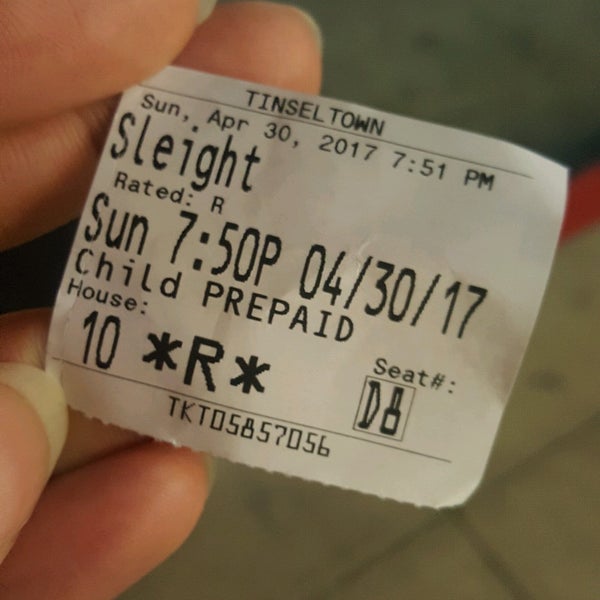 TINSELTOWN
Sun, Apr 30, 2017 7:51 PM
Sleight
Rated: R
Sun 7:50P 04/30/17
Child PREPAID
House: Seat#:
10 *R* D8
TKT05857056